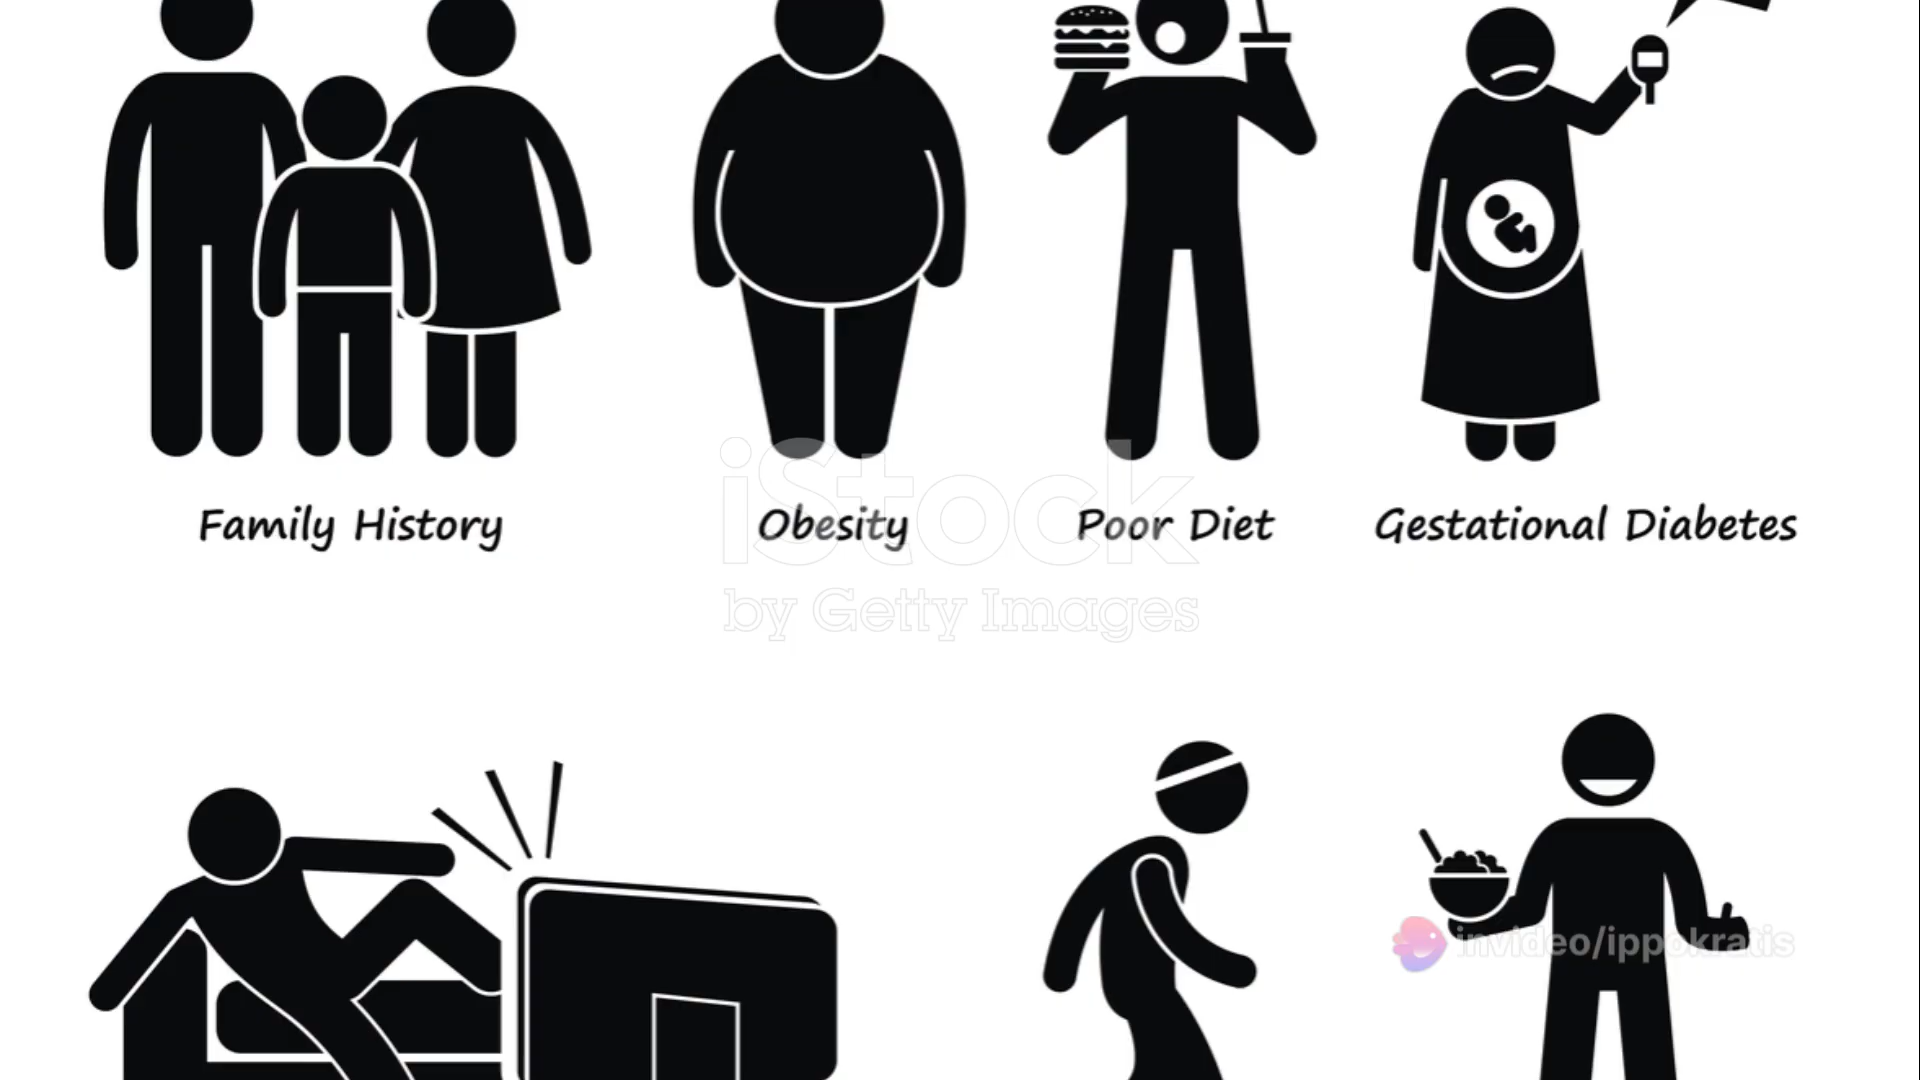 Family History
Obesity
Poor Diet
Gestational Diabetes
iStock
by Getty Images
invideo/ippokratis